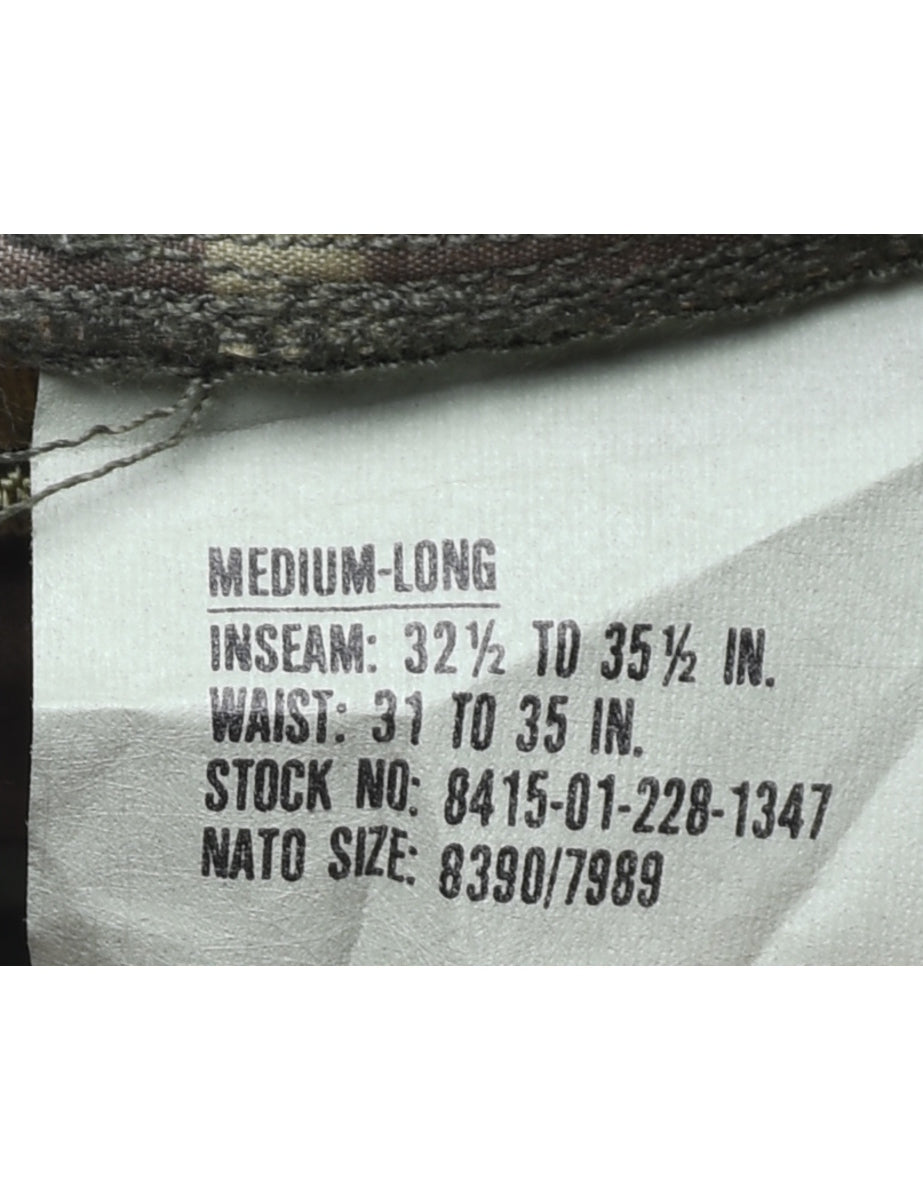 MEDIUM-LONG
INSEAM: 32½ TO 35½ IN.
WAIST: 31 TO 35 IN.
STOCK NO: 8415-01-228-1347
NATO SIZE: 8390/7989